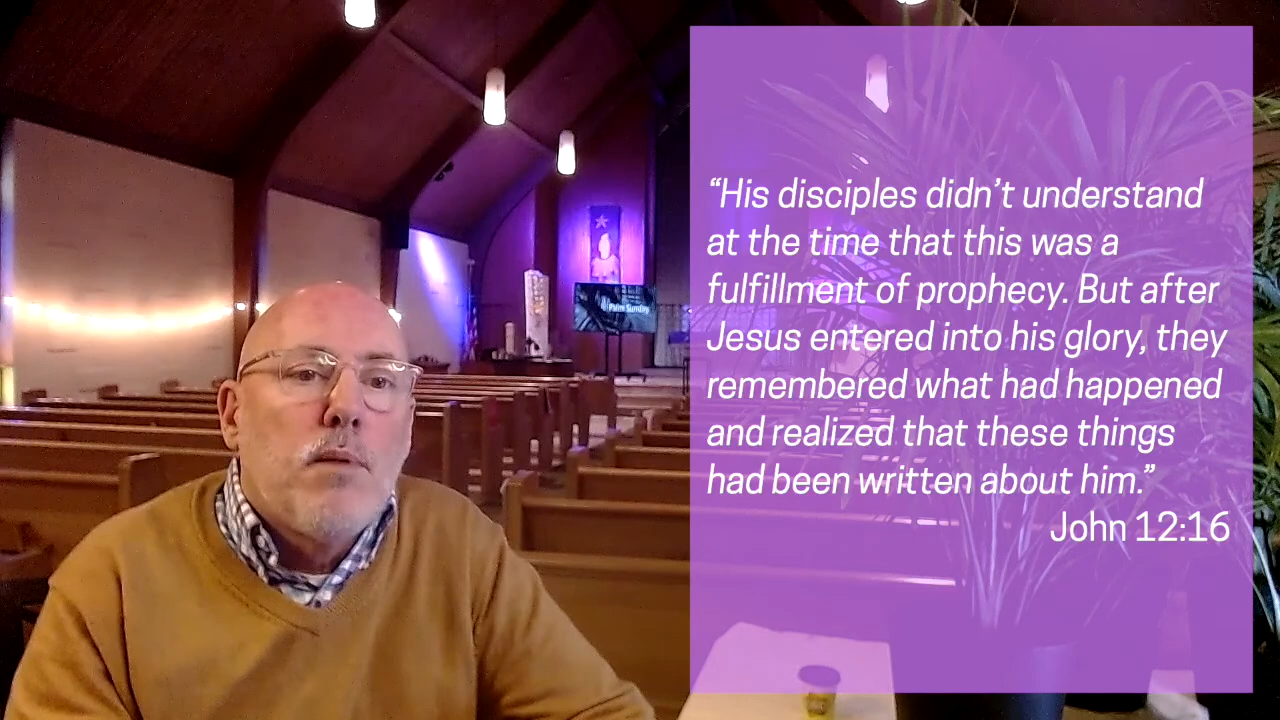 Palm Sunday
“His disciples didn’t understand
at the time that this was a
fulfillment of prophecy. But after
Jesus entered into his glory, they
remembered what had happened
and realized that these things
had been written about him.”
John 12:16